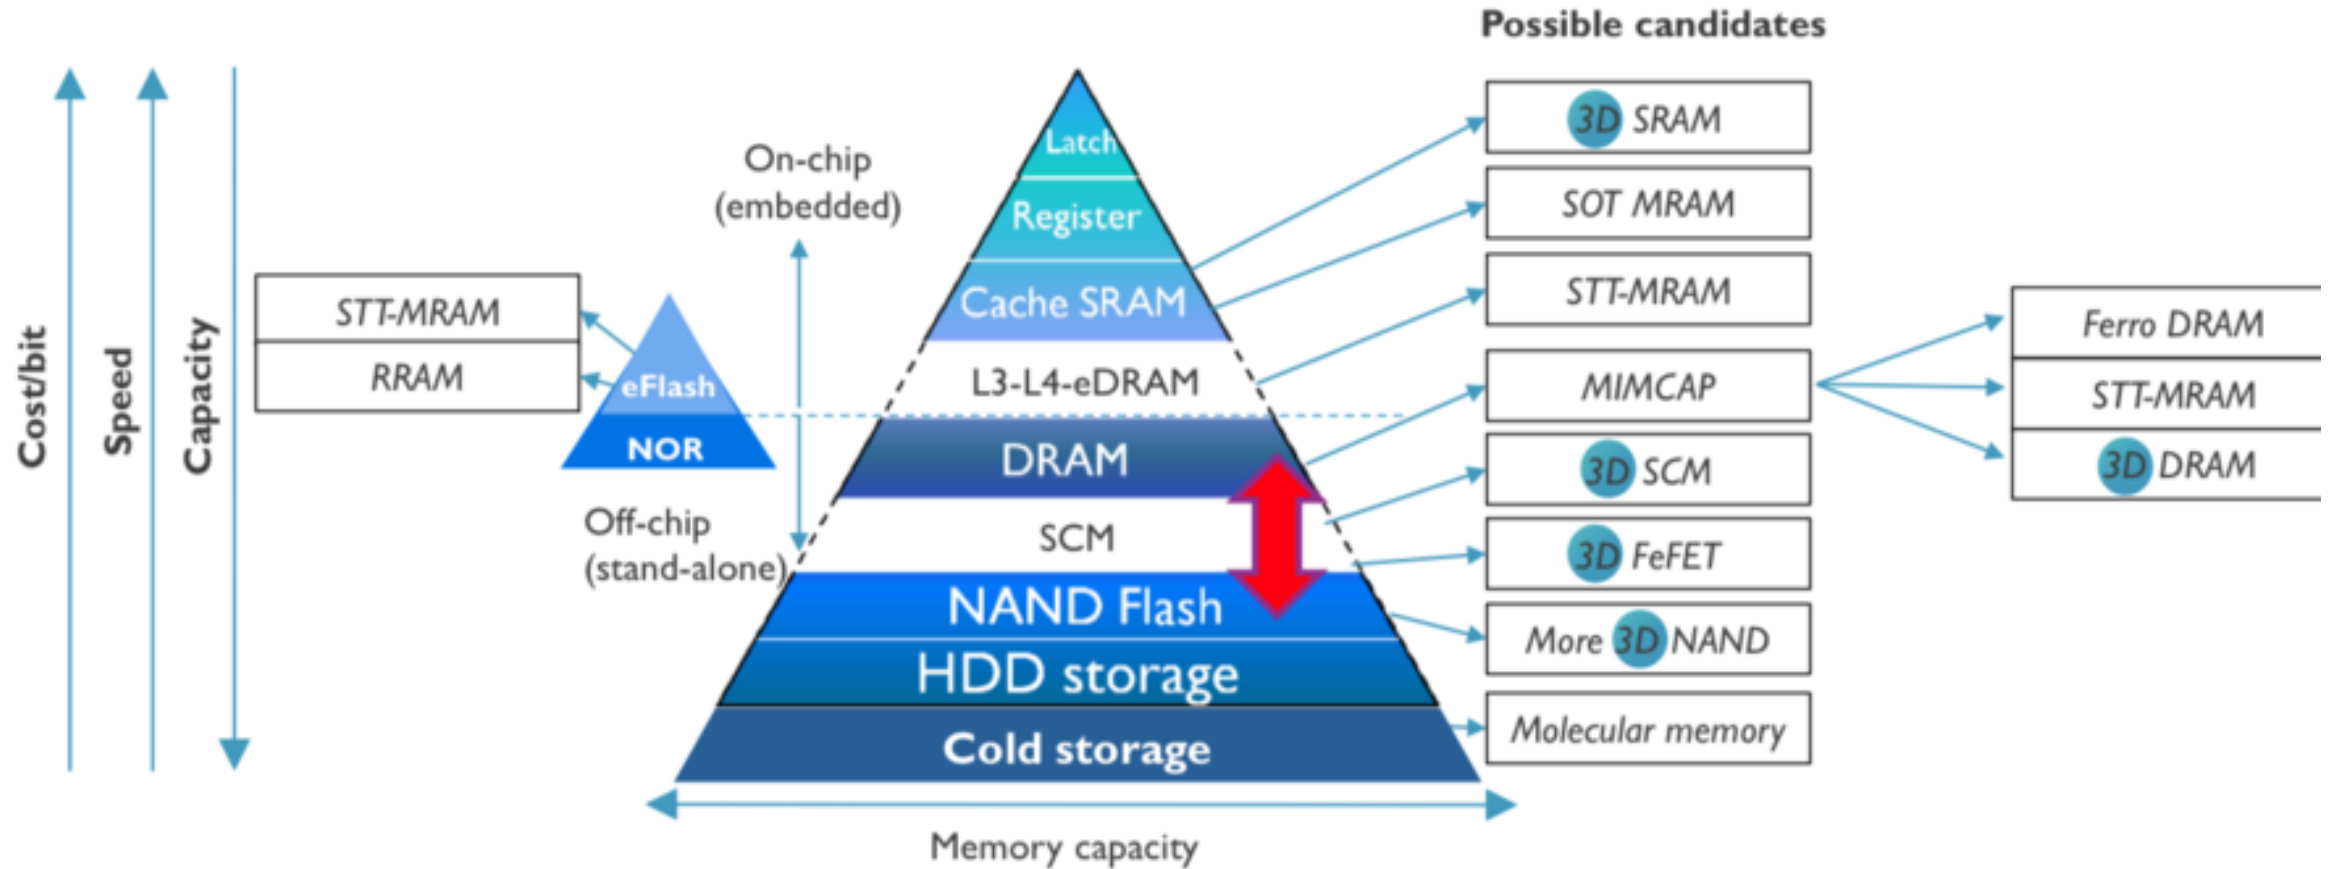 Possible candidates
Cost/bit
Speed
Capacity
On-chip
(embedded)
Off-chip
(stand-alone)
STT-MRAM
RRAM
eFlash
NOR
Latch
Register
Cache SRAM
L3-L4-eDRAM
DRAM
SCM
NAND Flash
HDD storage
Cold storage
Memory capacity
3D SRAM
SOT MRAM
STT-MRAM
MIMCAP
3D SCM
3D FeFET
More 3D NAND
Molecular memory
Ferro DRAM
STT-MRAM
3D DRAM